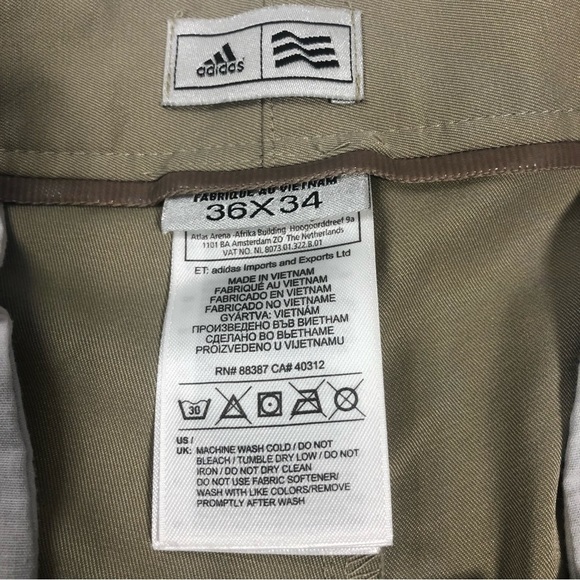 adidas
FABRIQUÉ AU VIETNAM
36X34
Atlas Arena -Afrika Building Hoogoorddreef 9a
1101 BA Amsterdam ZO The Netherlands
VAT NO. NL 8073.01.322.B.01
ET: adidas Imports and Exports Ltd
MADE IN VIETNAM
FABRIQUÉ AU VIETNAM
FABRICADO EN VIETNAM
FABRICADO NO VIETNAME
GYÁRTVA: VIETNÁM
ПРОИЗВЕДЕНО ВЪВ ВИЕТНАМ
СДЕЛАНО ВО ВЬЕТНАМЕ
PROIZVEDENO U VIJETNAMU
RN# 88387 CA# 40312
30
US /
UK: MACHINE WASH COLD / DO NOT
BLEACH / TUMBLE DRY LOW / DO NOT
IRON / DO NOT DRY CLEAN
DO NOT USE FABRIC SOFTENER/
WASH WITH LIKE COLORS/REMOVE
PROMPTLY AFTER WASH